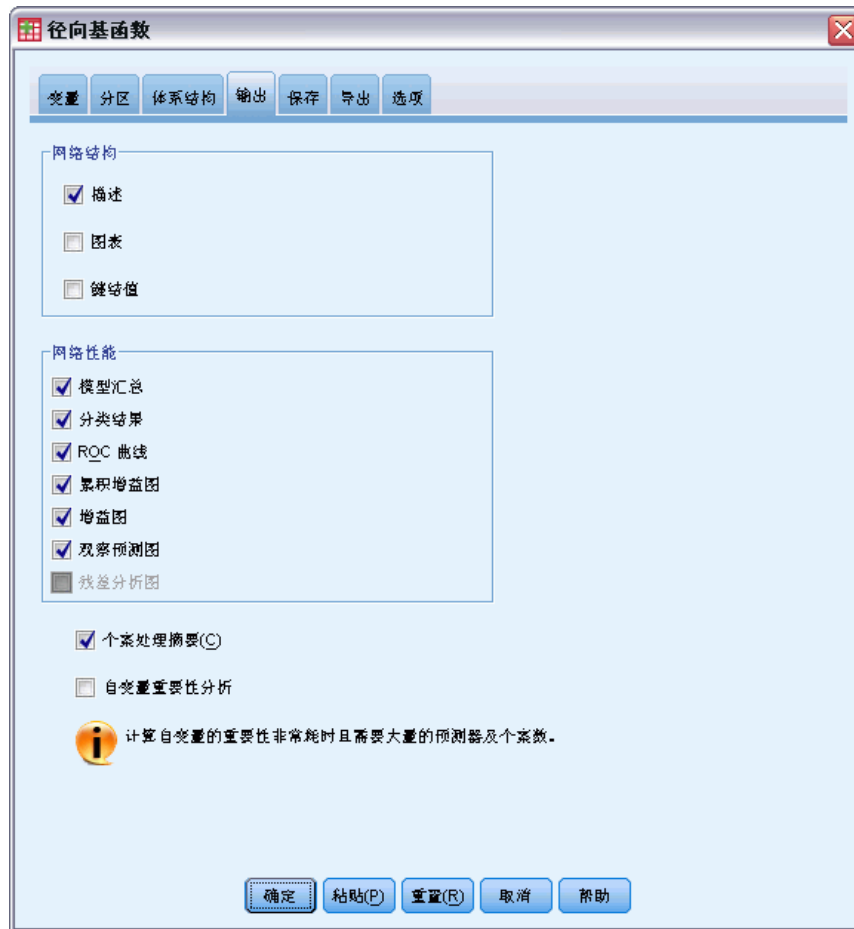 径向基函数
变量 分区 体系结构 输出 保存 导出 选项
网络结构
描述
图表
键结值
网络性能
模型汇总
分类结果
ROC 曲线
累积增益图
增益图
观察预测图
残差分析图
个案处理摘要(C)
自变量重要性分析
计算自变量的重要性非常耗时且需要大量的预测器及个案数。
确定 粘贴(P) 重置(R) 取消 帮助